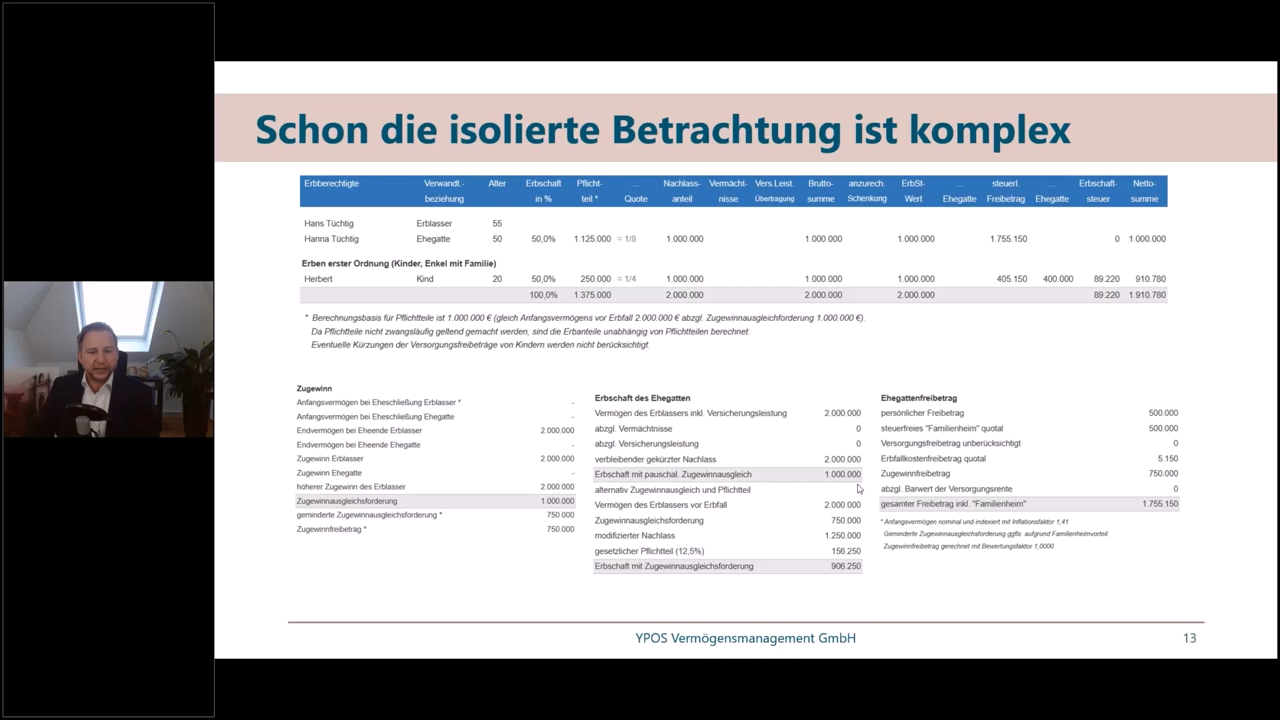 Schon die isolierte Betrachtung ist komplex
Erbberechtigte Verwandt.- Alter Erbschaft Pflicht- ... Nachlass- Vermächt- Vers.Leist. Brutto- anzurech. ErbSt- ... steuerl. ... Erbschaft- Netto-
beziehung in % teil * Quote anteil nisse Übertragung summe Schenkung Wert Ehegatte Freibetrag Ehegatte steuer summe
Hans Tüchtig Erblasser 55
Hanna Tüchtig Ehegatte 50 50,0% 1.125.000 = 1/8 1.000.000 1.000.000 1.000.000 1.755.150 0 1.000.000
Erben erster Ordnung (Kinder, Enkel mit Familie)
Herbert Kind 20 50,0% 250.000 = 1/4 1.000.000 1.000.000 1.000.000 405.150 400.000 89.220 910.780
100,0% 1.375.000 2.000.000 2.000.000 2.000.000 89.220 1.910.780
* Berechnungsbasis für Pflichtteile ist 1.000.000 € (gleich Anfangsvermögens vor Erbfall 2.000.000 € abzgl. Zugewinnausgleichforderung 1.000.000 €).
Da Pflichtteile nicht zwangsläufig geltend gemacht werden, sind die Erbanteile unabhängig von Pflichtteilen berechnet.
Eventuelle Kürzungen der Versorgungsfreibeträge von Kindern werden nicht berücksichtigt.
Zugewinn
Anfangsvermögen bei Eheschließung Erblasser * -
Anfangsvermögen bei Eheschließung Ehegatte -
Endvermögen bei Eheende Erblasser 2.000.000
Endvermögen bei Eheende Ehegatte -
Zugewinn Erblasser 2.000.000
Zugewinn Ehegatte -
höherer Zugewinn des Erblasser 2.000.000
Zugewinnausgleichsforderung 1.000.000
geminderte Zugewinnausgleichsforderung * 750.000
Zugewinnfreibetrag * 750.000
Erbschaft des Ehegatten
Vermögen des Erblassers inkl. Versicherungsleistung 2.000.000
abzgl. Vermächtnisse 0
abzgl. Versicherungsleistung 0
verbleibender gekürzter Nachlass 2.000.000
Erbschaft mit pauschal. Zugewinnausgleich 1.000.000
alternativ Zugewinnausgleich und Pflichtteil
Vermögen des Erblassers vor Erbfall 2.000.000
Zugewinnausgleichsforderung 750.000
modifizierter Nachlass 1.250.000
gesetzlicher Pflichtteil (12,5%) 156.250
Erbschaft mit Zugewinnausgleichsforderung 906.250
Ehegattenfreibetrag
persönlicher Freibetrag 500.000
steuerfreies "Familienheim" quotal 500.000
Versorgungsfreibetrag unberücksichtigt 0
Erbfallkostenfreibetrag quotal 5.150
Zugewinnfreibetrag 750.000
abzgl. Barwert der Versorgungsrente 0
gesamter Freibetrag inkl. "Familienheim" 1.755.150
* Anfangsvermögen nominal und indexiert mit Inflationsfaktor 1,41
Geminderte Zugewinnausgleichsforderung ggfls. aufgrund Familienheimvorteil
Zugewinnfreibetrag gerechnet mit Bewertungsfaktor 1,0000
YPOS Vermögensmanagement GmbH
13